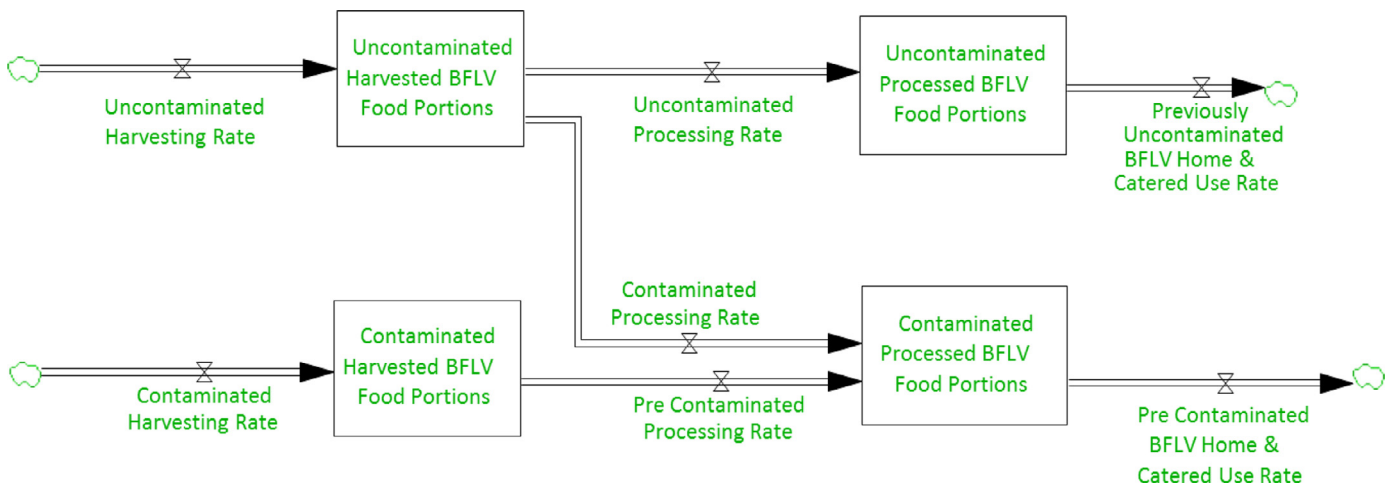 Uncontaminated
Harvested BFLV
Food Portions
Uncontaminated
Processed BFLV
Food Portions
Uncontaminated
Harvesting Rate
Uncontaminated
Processing Rate
Previously
Uncontaminated
BFLV Home &
Catered Use Rate
Contaminated
Processing Rate
Contaminated
Harvested BFLV
Food Portions
Contaminated
Processed BFLV
Food Portions
Contaminated
Harvesting Rate
Pre Contaminated
Processing Rate
Pre Contaminated
BFLV Home &
Catered Use Rate